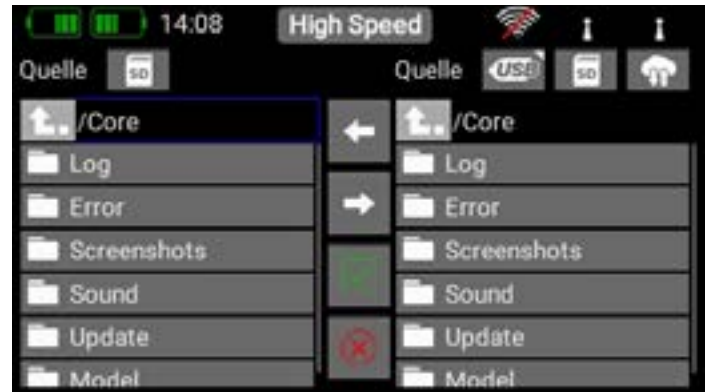 14:08 High Speed
Quelle SD
Quelle USB SD
/Core
Log
Error
Screenshots
Sound
Update
Model
/Core
Log
Error
Screenshots
Sound
Update
Model